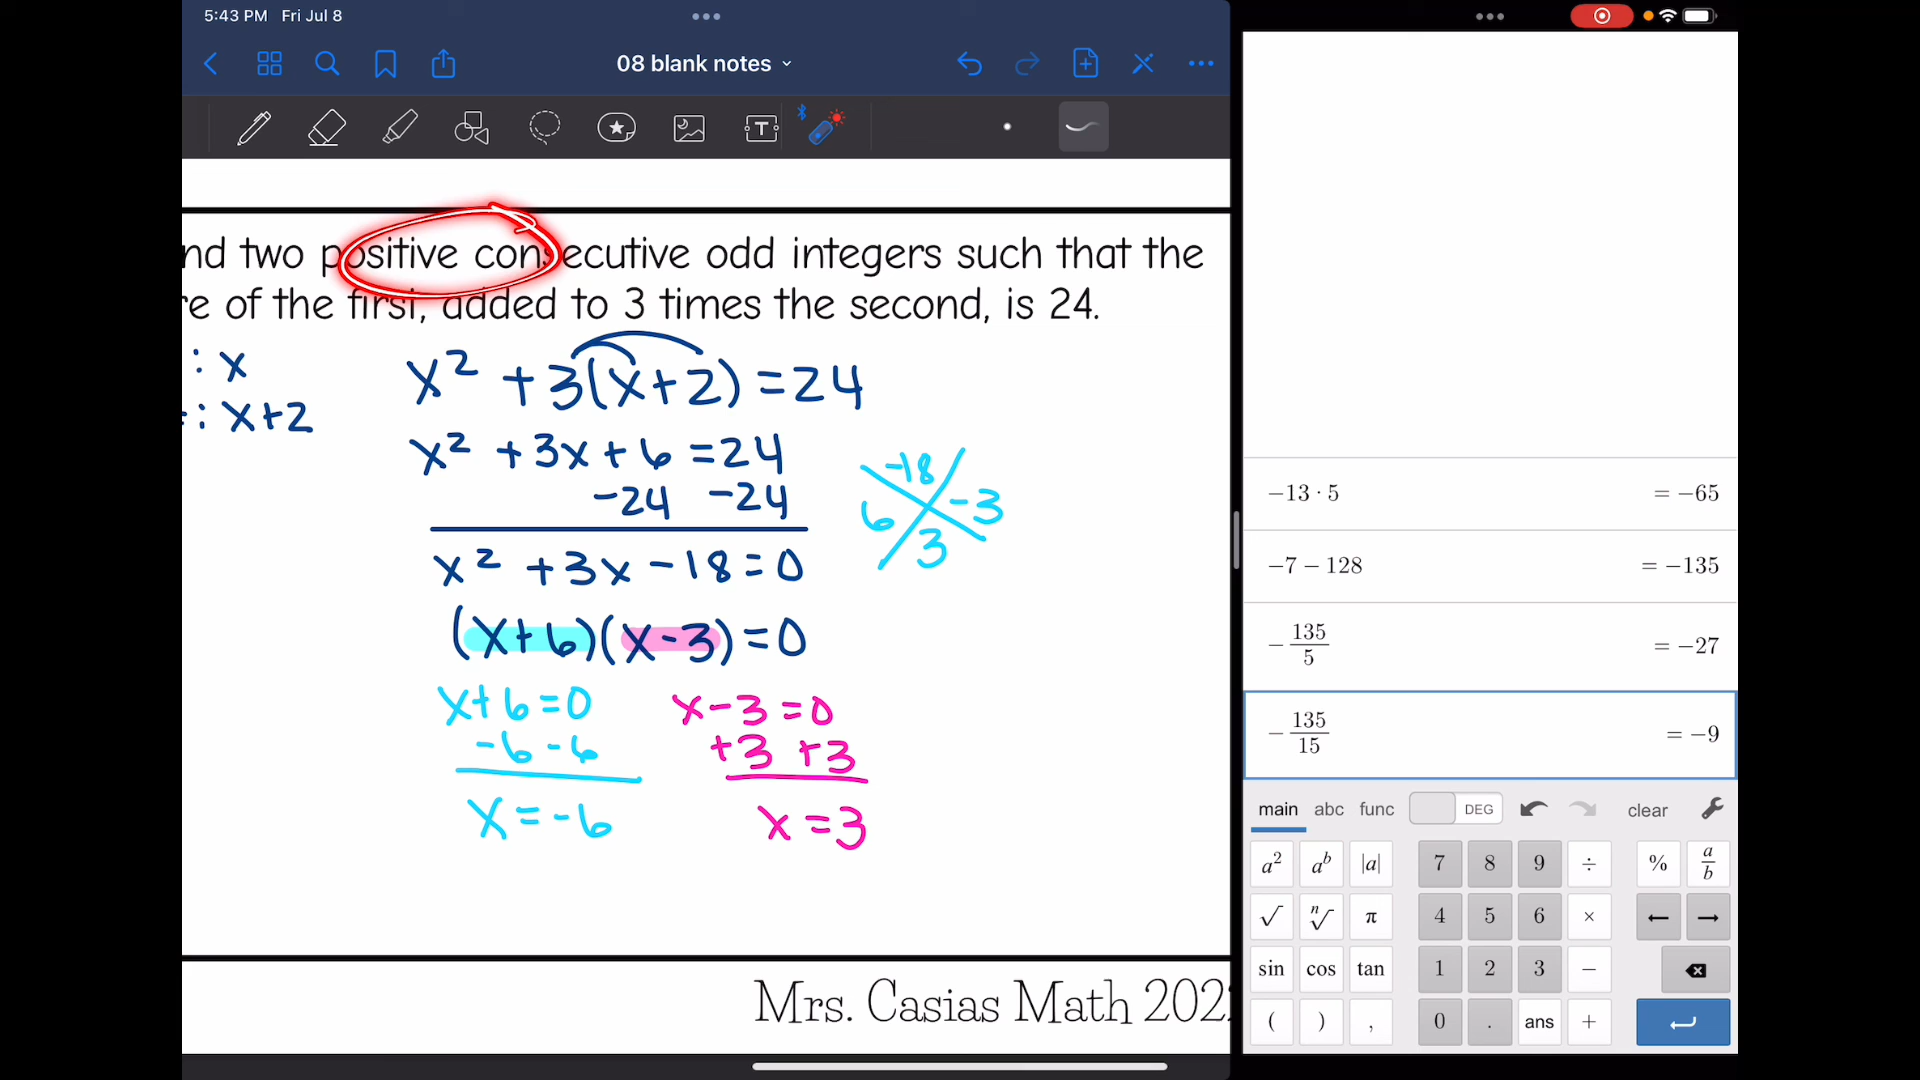 5:43 PM Fri Jul 8
08 blank notes
nd two positive consecutive odd integers such that the
re of the first, added to 3 times the second, is 24.
: x
: x+2
x² + 3(x+2) = 24
x² + 3x + 6 = 24
-24 -24
x² + 3x - 18 = 0
(x+6)(x-3) = 0
-18
6 -3
3
x+6=0
-6 -6
x = -6
x-3=0
+3 +3
x = 3
Mrs. Casias Math 202
-13 · 5 = -65
-7 - 128 = -135
-135/5 = -27
-135/15 = -9
main abc func DEG clear
a² aᵇ |a| 7 8 9 ÷ % a/b
√ ⁿ√ π 4 5 6 × ← →
sin cos tan 1 2 3 −
( ) , 0 . ans +